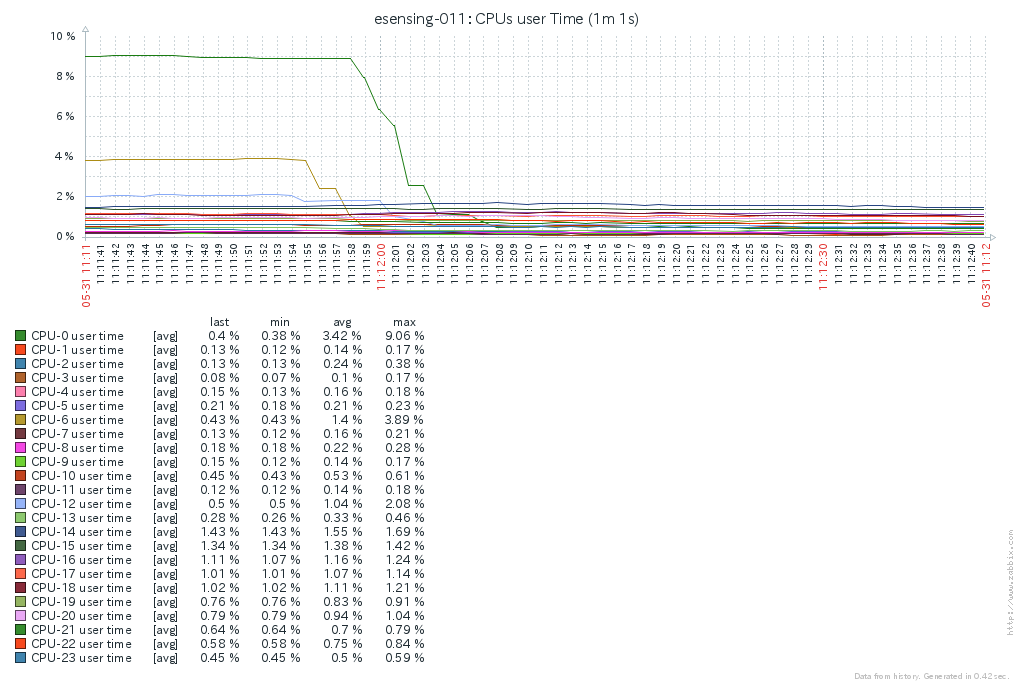 esensing-011: CPUs user Time (1m 1s)
10 %
8 %
6 %
4 %
2 %
0 %
05-31 11:11
11:11:41
11:11:42
11:11:43
11:11:44
11:11:45
11:11:46
11:11:47
11:11:48
11:11:49
11:11:50
11:11:51
11:11:52
11:11:53
11:11:54
11:11:55
11:11:56
11:11:57
11:11:58
11:11:59
11:12:00
11:12:01
11:12:02
11:12:03
11:12:04
11:12:05
11:12:06
11:12:07
11:12:08
11:12:09
11:12:10
11:12:11
11:12:12
11:12:13
11:12:14
11:12:15
11:12:16
11:12:17
11:12:18
11:12:19
11:12:20
11:12:21
11:12:22
11:12:23
11:12:24
11:12:25
11:12:26
11:12:27
11:12:28
11:12:29
11:12:30
11:12:31
11:12:32
11:12:33
11:12:34
11:12:35
11:12:36
11:12:37
11:12:38
11:12:39
11:12:40
05-31 11:12
last min avg max
CPU-0 user time [avg] 0.4 % 0.38 % 3.42 % 9.06 %
CPU-1 user time [avg] 0.13 % 0.12 % 0.14 % 0.17 %
CPU-2 user time [avg] 0.13 % 0.13 % 0.24 % 0.38 %
CPU-3 user time [avg] 0.08 % 0.07 % 0.1 % 0.17 %
CPU-4 user time [avg] 0.15 % 0.13 % 0.16 % 0.18 %
CPU-5 user time [avg] 0.21 % 0.18 % 0.21 % 0.23 %
CPU-6 user time [avg] 0.43 % 0.43 % 1.4 % 3.89 %
CPU-7 user time [avg] 0.13 % 0.12 % 0.16 % 0.21 %
CPU-8 user time [avg] 0.18 % 0.18 % 0.22 % 0.28 %
CPU-9 user time [avg] 0.15 % 0.12 % 0.14 % 0.17 %
CPU-10 user time [avg] 0.45 % 0.43 % 0.53 % 0.61 %
CPU-11 user time [avg] 0.12 % 0.12 % 0.14 % 0.18 %
CPU-12 user time [avg] 0.5 % 0.5 % 1.04 % 2.08 %
CPU-13 user time [avg] 0.28 % 0.26 % 0.33 % 0.46 %
CPU-14 user time [avg] 1.43 % 1.43 % 1.55 % 1.69 %
CPU-15 user time [avg] 1.34 % 1.34 % 1.38 % 1.42 %
CPU-16 user time [avg] 1.11 % 1.07 % 1.16 % 1.24 %
CPU-17 user time [avg] 1.01 % 1.01 % 1.07 % 1.14 %
CPU-18 user time [avg] 1.02 % 1.02 % 1.11 % 1.21 %
CPU-19 user time [avg] 0.76 % 0.76 % 0.83 % 0.91 %
CPU-20 user time [avg] 0.79 % 0.79 % 0.94 % 1.04 %
CPU-21 user time [avg] 0.64 % 0.64 % 0.7 % 0.79 %
CPU-22 user time [avg] 0.58 % 0.58 % 0.75 % 0.84 %
CPU-23 user time [avg] 0.45 % 0.45 % 0.5 % 0.59 %
http://www.zabbix.com
Data from history. Generated in 0.42 sec.